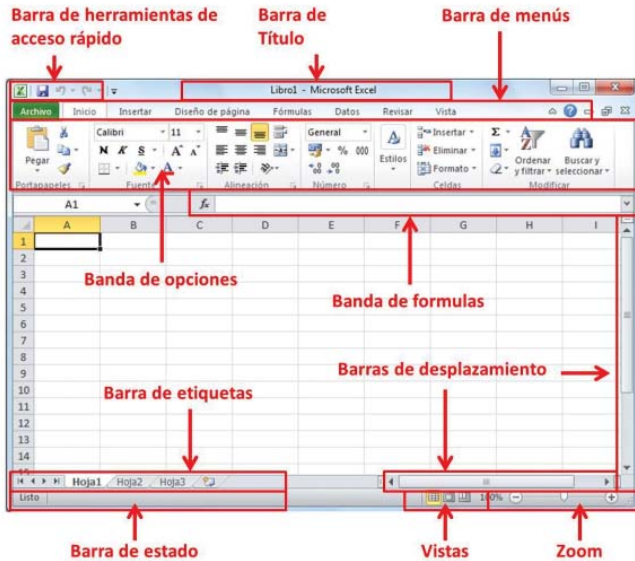 Barra de herramientas de acceso rápido
Barra de Título
Barra de menús
Libro1 - Microsoft Excel
Archivo Inicio Insertar Diseño de página Fórmulas Datos Revisar Vista
Calibri 11 General Insertar Σ
Pegar N K S A A % 000 Estilos Eliminar Ordenar y filtrar Buscar y seleccionar
A Formato
Portapapeles Fuente Alineación Número Celdas Modificar
A1 fx
A B C D E F G H I
1
2
3
Banda de opciones
4
Banda de formulas
5
6
7
8
Barras de desplazamiento
9
Barra de etiquetas
10
11
12
13
14
15
Hoja1 Hoja2 Hoja3
Listo 100%
Barra de estado
Vistas
Zoom